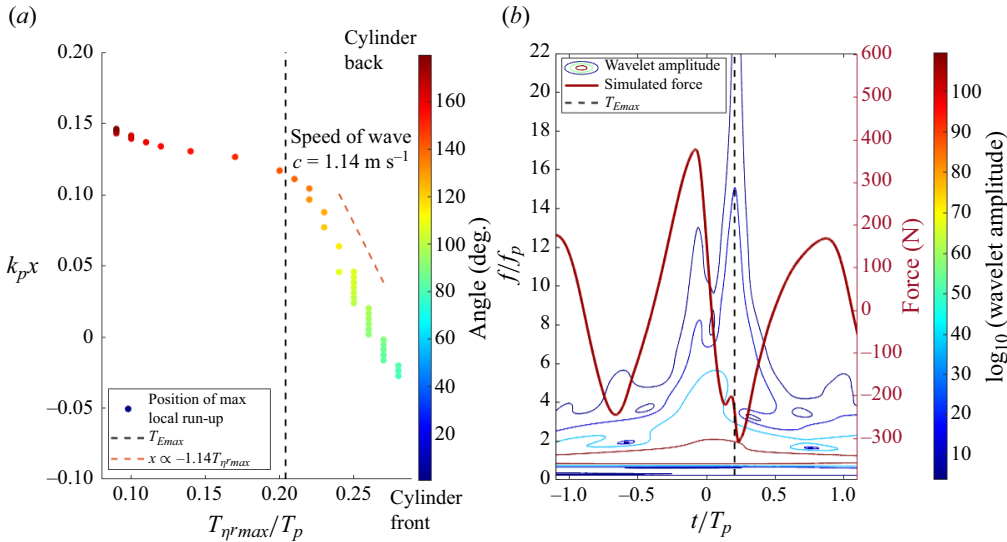 (a)
0.20
0.15
0.10
0.05
0
−0.05
−0.10
k_p x
0.10
0.15
0.20
0.25
T_ηrmax/T_p
Cylinder
back
Speed of wave
c = 1.14 m s⁻¹
Position of max
local run-up
T_Emax
x ∝ −1.14T_ηrmax
Cylinder
front
160
140
120
100
80
60
40
20
0
Angle (deg.)
(b)
22
20
18
16
14
12
10
8
6
4
2
0
f/f_p
Wavelet amplitude
Simulated force
T_Emax
−1.0
−0.5
0
0.5
1.0
t/T_p
600
500
400
300
200
100
0
−100
−200
−300
Force (N)
100
90
80
70
60
50
40
30
20
10
log₁₀ (wavelet amplitude)